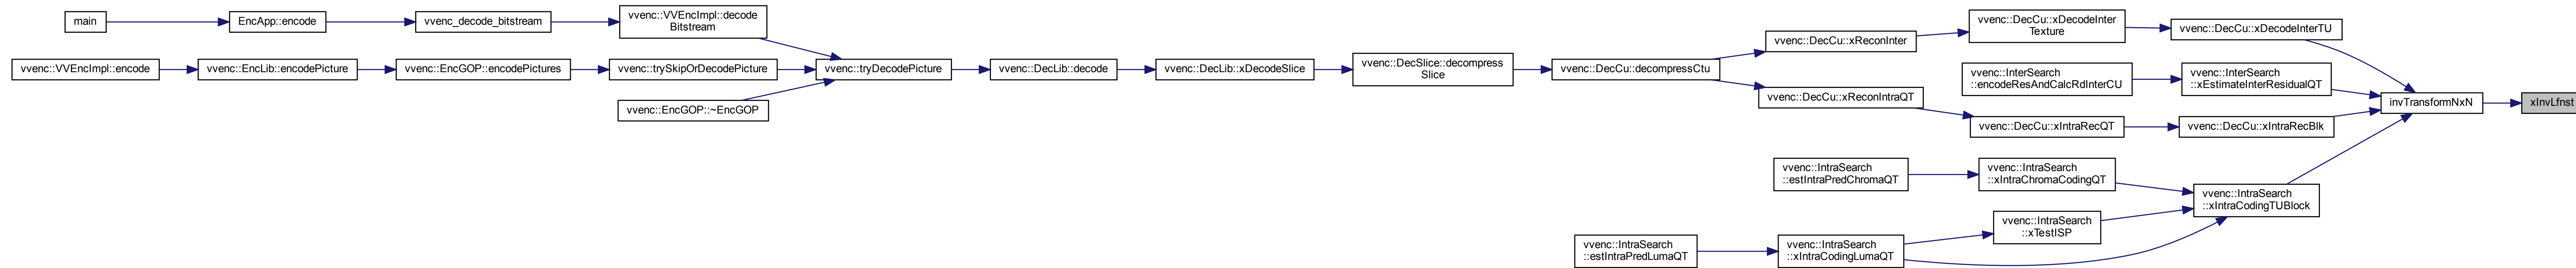 main
EncApp::encode
vvenc_decode_bitstream
vvenc::VVEncImpl::decode
Bitstream
vvenc::VVEncImpl::encode
vvenc::EncLib::encodePicture
vvenc::EncGOP::encodePictures
vvenc::trySkipOrDecodePicture
vvenc::EncGOP::~EncGOP
vvenc::tryDecodePicture
vvenc::DecLib::decode
vvenc::DecLib::xDecodeSlice
vvenc::DecSlice::decompress
Slice
vvenc::DecCu::decompressCtu
vvenc::DecCu::xReconInter
vvenc::DecCu::xDecodeInter
Texture
vvenc::DecCu::xDecodeInterTU
vvenc::InterSearch
::encodeResAndCalcRdInterCU
vvenc::InterSearch
::xEstimateInterResidualQT
vvenc::DecCu::xReconIntraQT
vvenc::DecCu::xIntraRecQT
vvenc::DecCu::xIntraRecBlk
invTransformNxN
xInvLfnst
vvenc::IntraSearch
::estIntraPredChromaQT
vvenc::IntraSearch
::xIntraChromaCodingQT
vvenc::IntraSearch
::xIntraCodingTUBlock
vvenc::IntraSearch
::xTestISP
vvenc::IntraSearch
::estIntraPredLumaQT
vvenc::IntraSearch
::xIntraCodingLumaQT